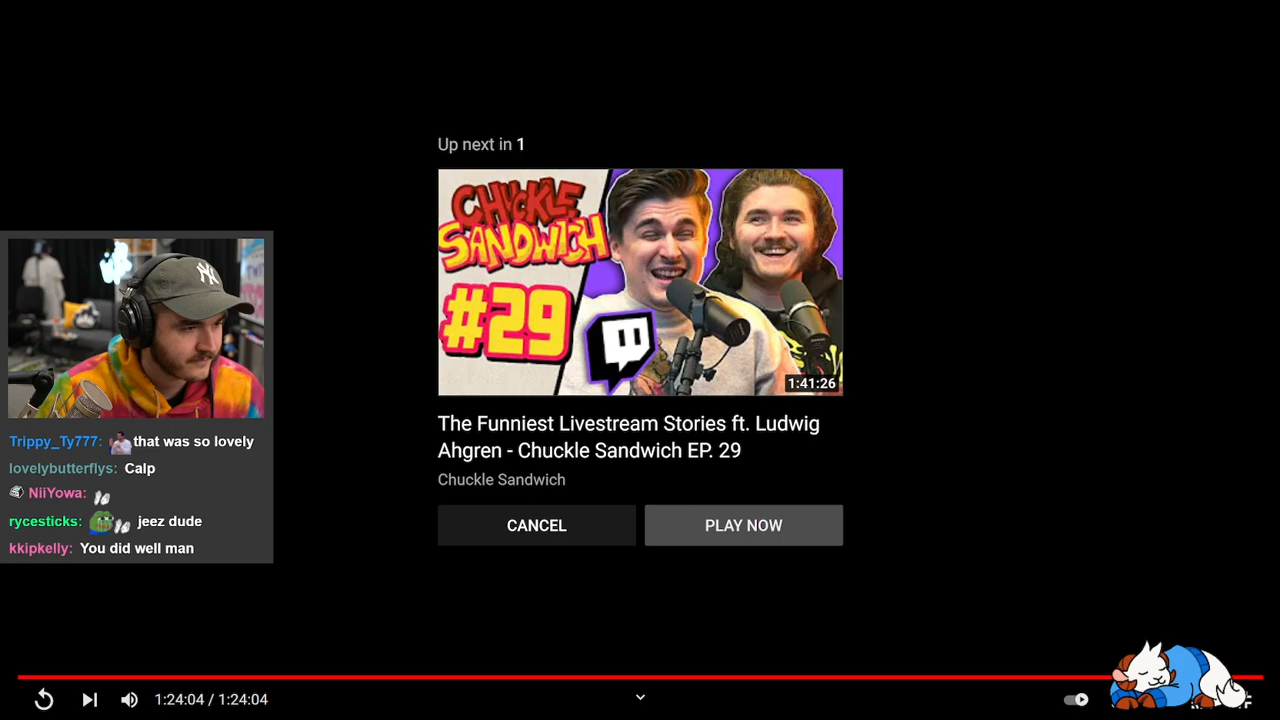 Up next in 1
CHUCKLE
SANDWICH
#29
1:41:26
The Funniest Livestream Stories ft. Ludwig
Ahgren - Chuckle Sandwich EP. 29
Chuckle Sandwich
CANCEL
PLAY NOW
Trippy_Ty777: that was so lovely
lovelybutterflys: Calp
NiiYowa:
rycesticks: jeez dude
kkipkelly: You did well man
1:24:04 / 1:24:04